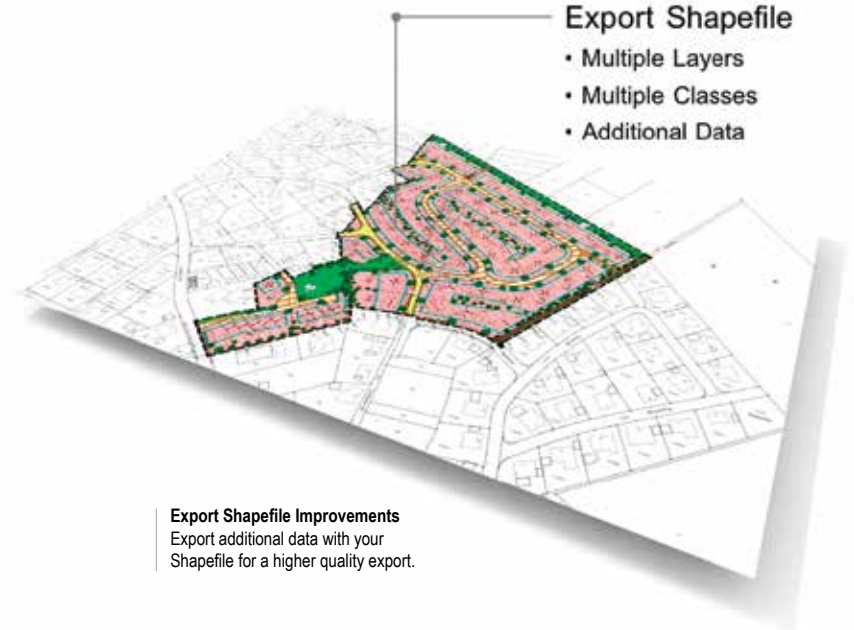 Export Shapefile
• Multiple Layers
• Multiple Classes
• Additional Data
Export Shapefile Improvements
Export additional data with your
Shapefile for a higher quality export.